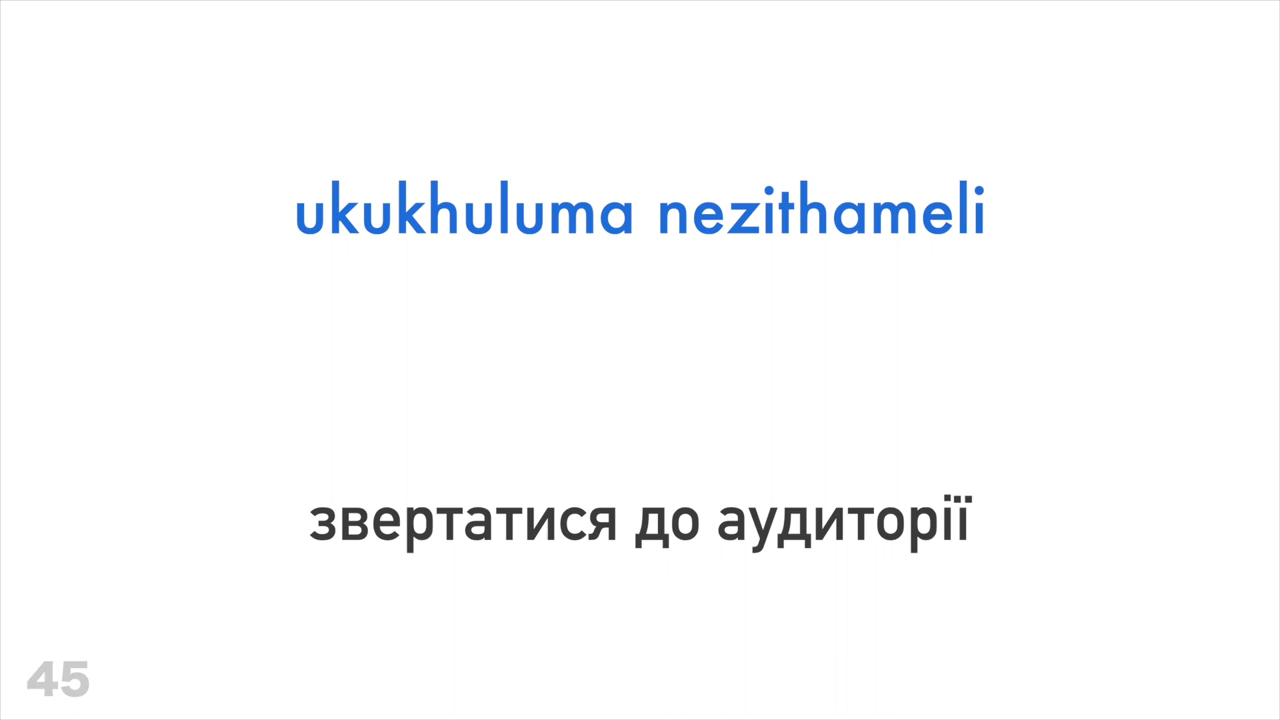 ukukhuluma nezithameli
звертатися до аудиторії
45